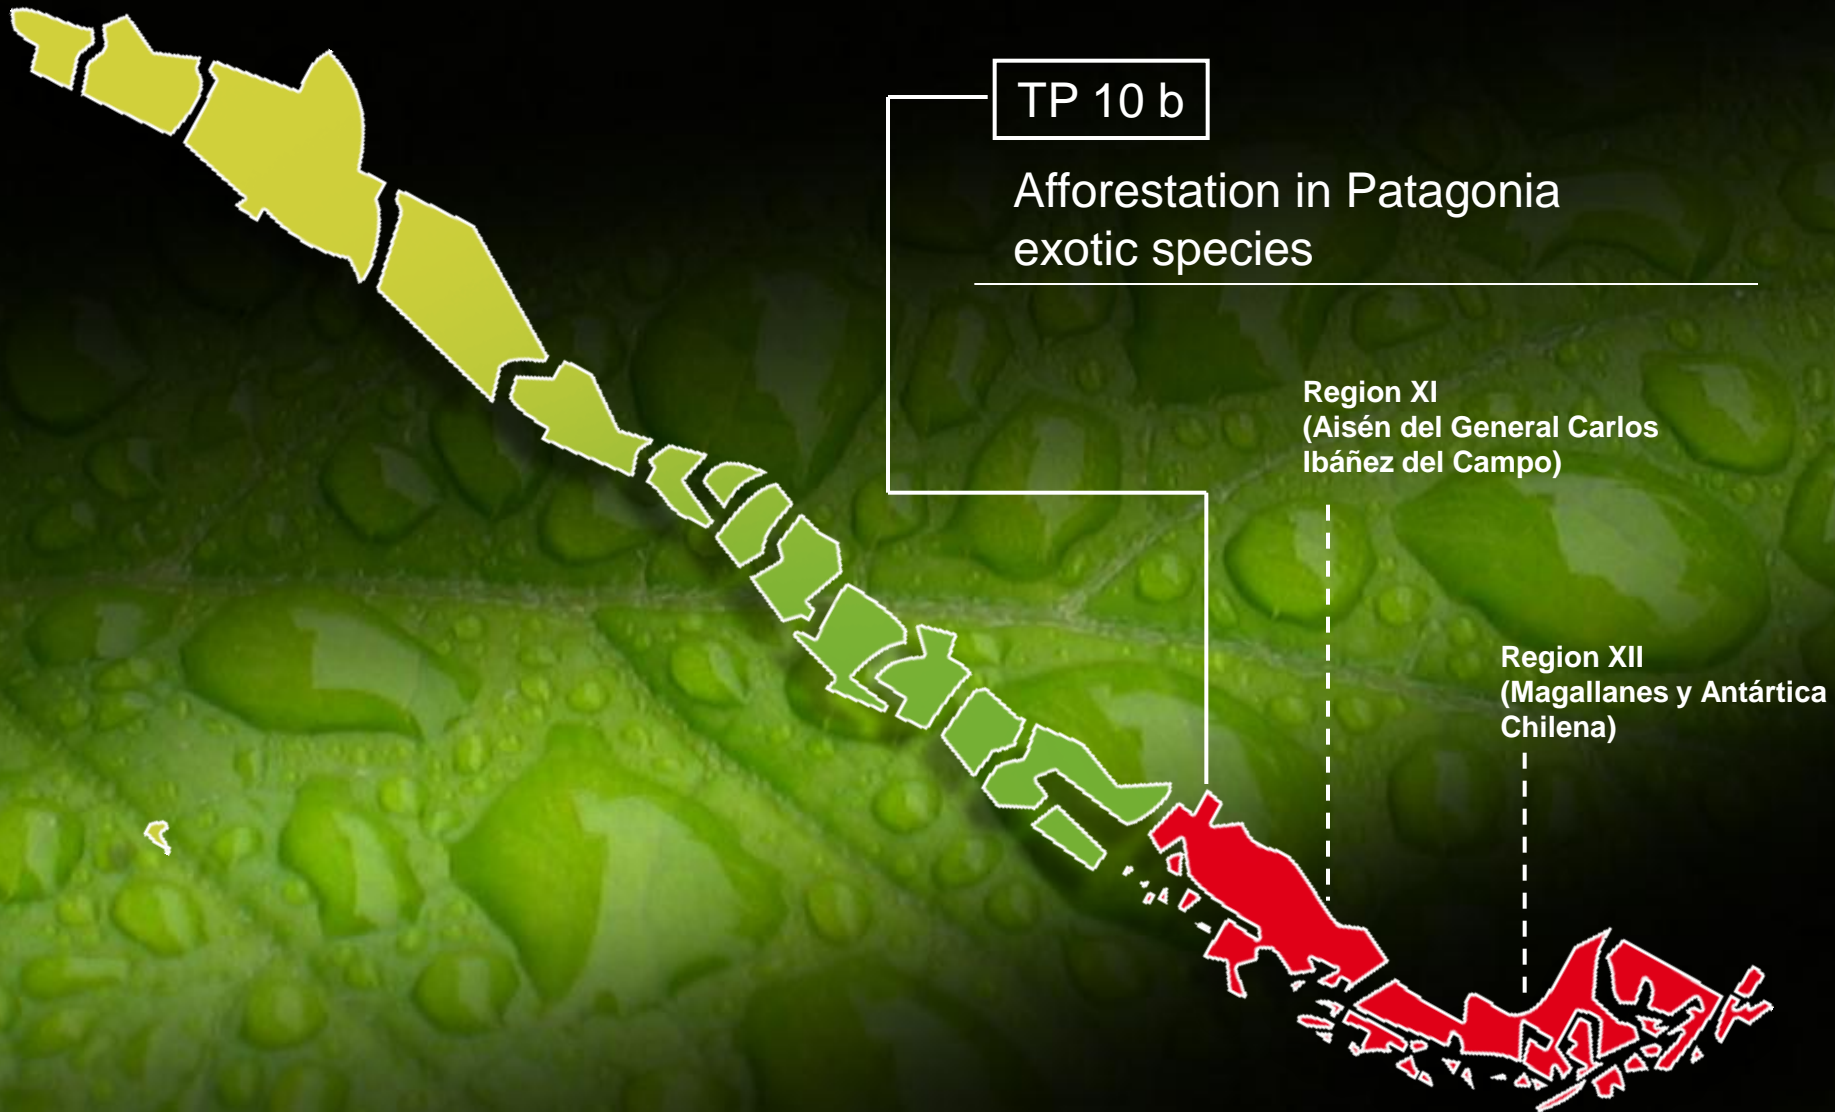 TP 10 b
Afforestation in Patagonia
exotic species
Region XI
(Aisén del General Carlos
Ibáñez del Campo)
Region XII
(Magallanes y Antártica
Chilena)